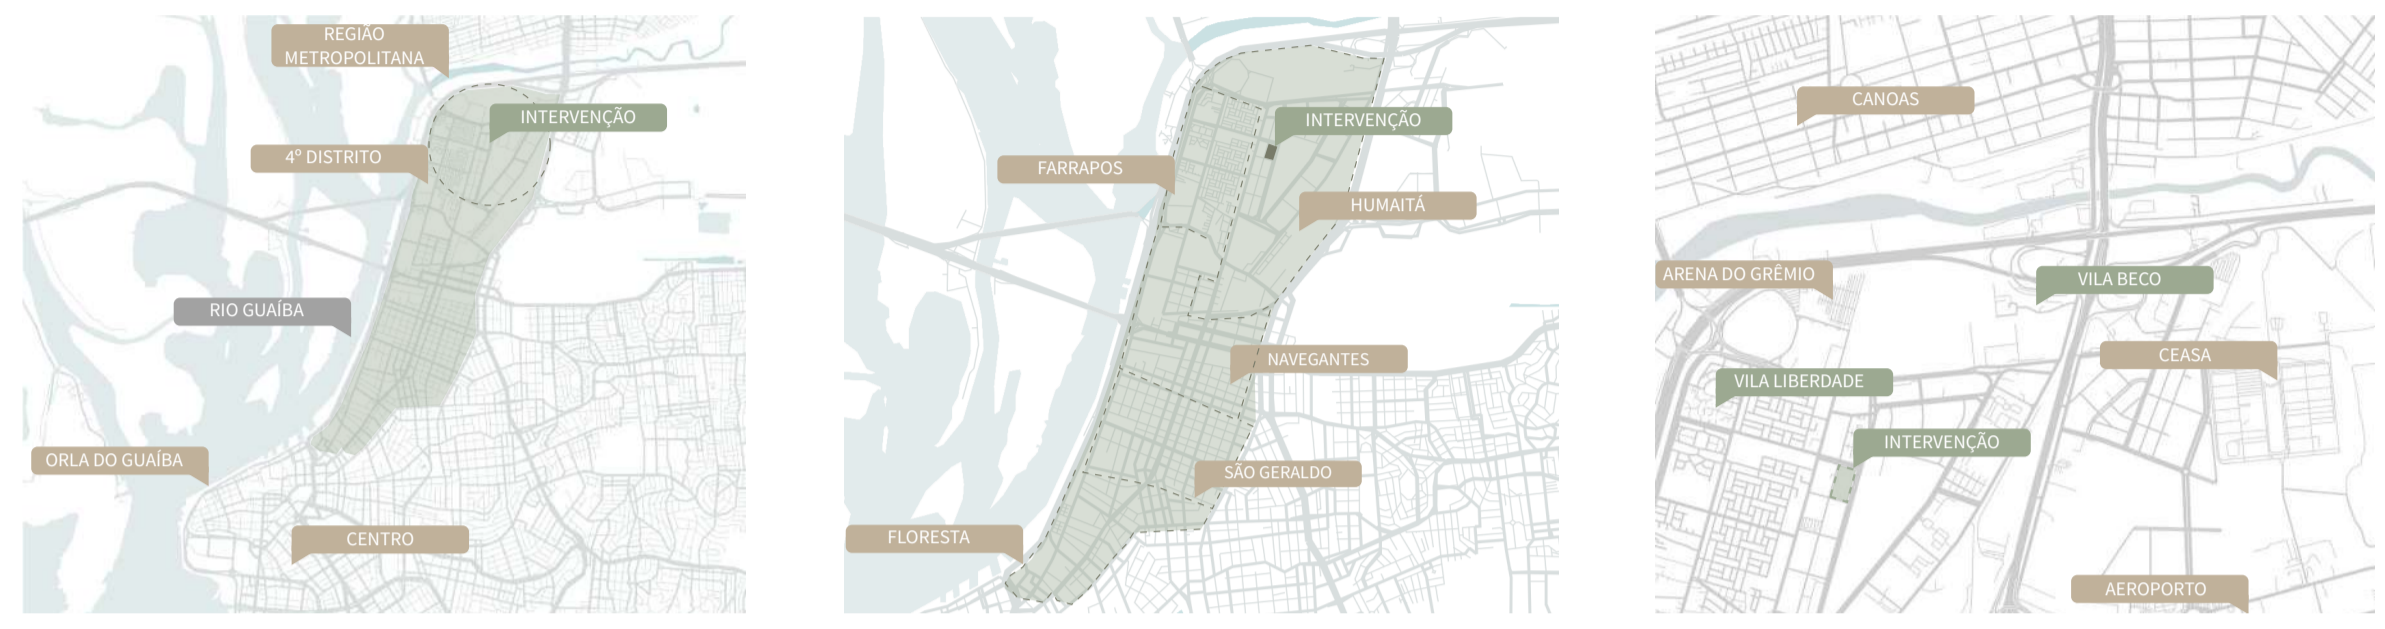 REGIÃO
METROPOLITANA
INTERVENÇÃO
4º DISTRITO
RIO GUAÍBA
ORLA DO GUAÍBA
CENTRO
INTERVENÇÃO
FARRAPOS
HUMAITÁ
NAVEGANTES
SÃO GERALDO
FLORESTA
CANOAS
ARENA DO GRÊMIO
VILA BECO
CEASA
VILA LIBERDADE
INTERVENÇÃO
AEROPORTO